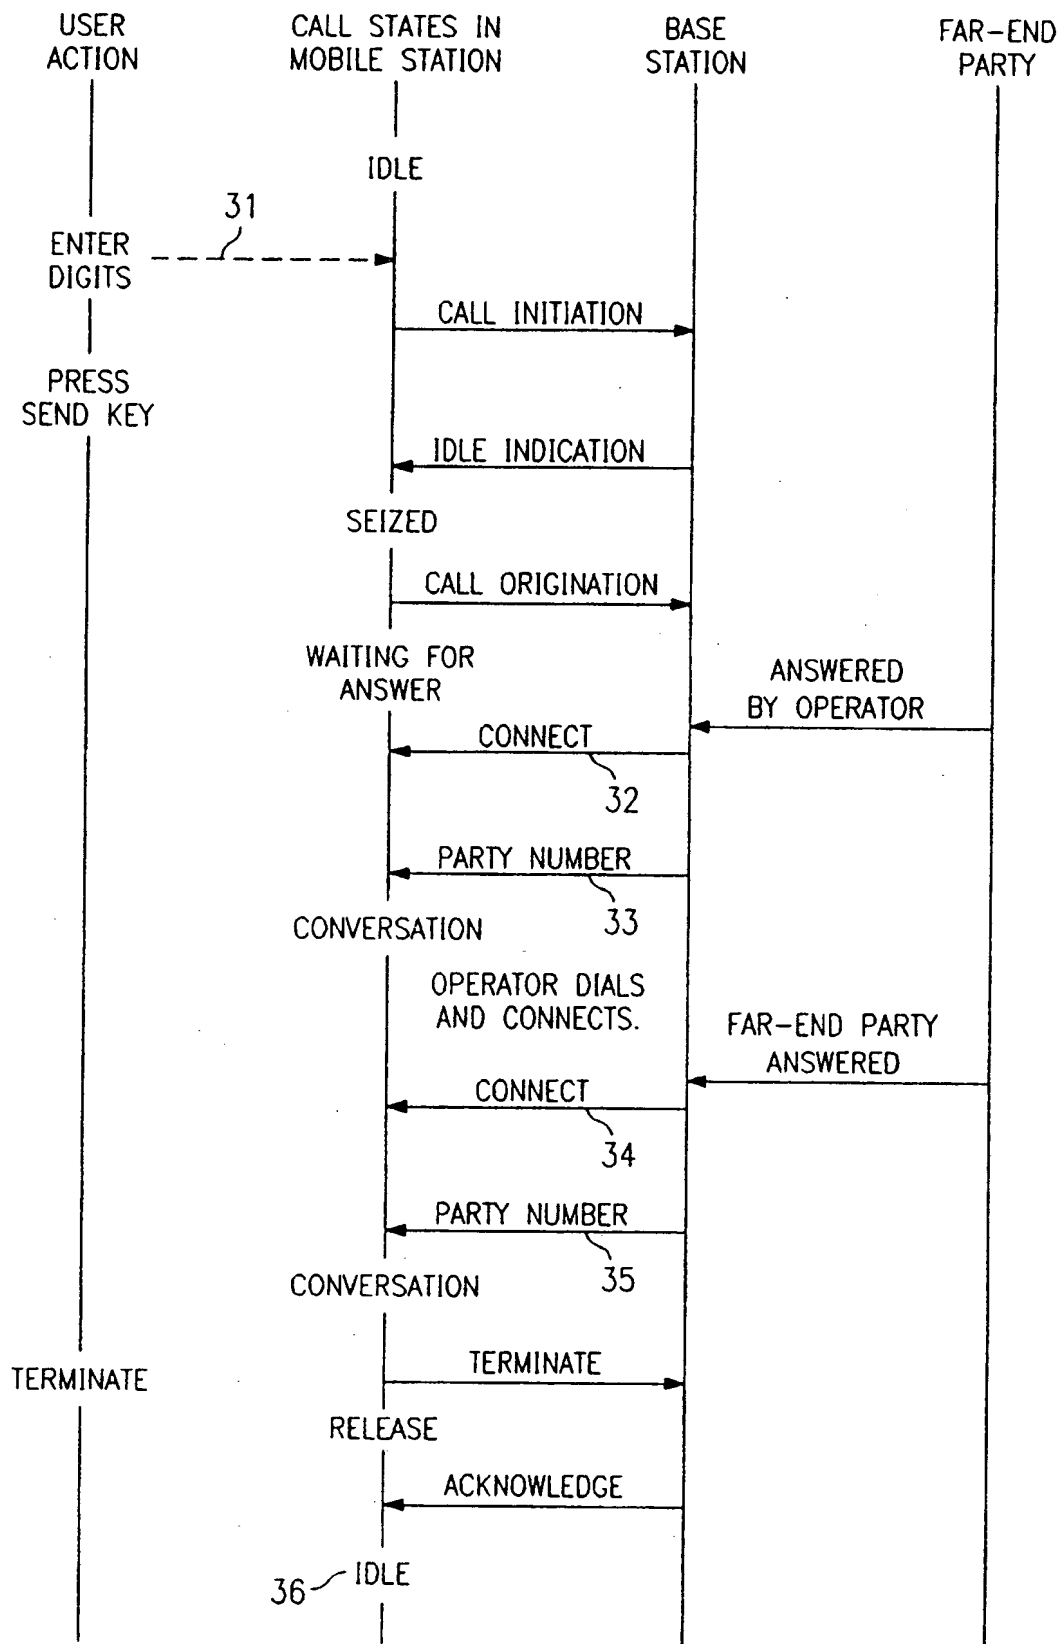 USER
ACTION
CALL STATES IN
MOBILE STATION
BASE
STATION
FAR-END
PARTY
IDLE
31
ENTER
DIGITS
CALL INITIATION
PRESS
SEND KEY
IDLE INDICATION
SEIZED
CALL ORIGINATION
WAITING FOR
ANSWER
ANSWERED
BY OPERATOR
CONNECT
32
PARTY NUMBER
33
CONVERSATION
OPERATOR DIALS
AND CONNECTS.
FAR-END PARTY
ANSWERED
CONNECT
34
PARTY NUMBER
35
CONVERSATION
TERMINATE
TERMINATE
RELEASE
ACKNOWLEDGE
36
IDLE